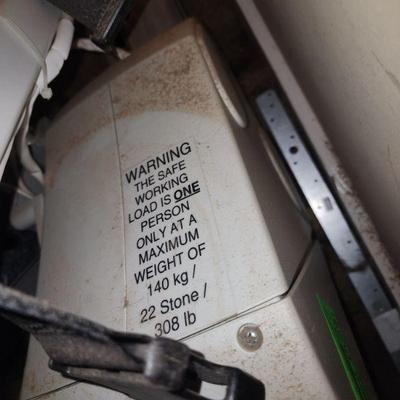 WARNING
THE SAFE
WORKING
LOAD IS ONE
PERSON
ONLY AT A
MAXIMUM
WEIGHT OF
140 kg /
22 Stone /
308 lb